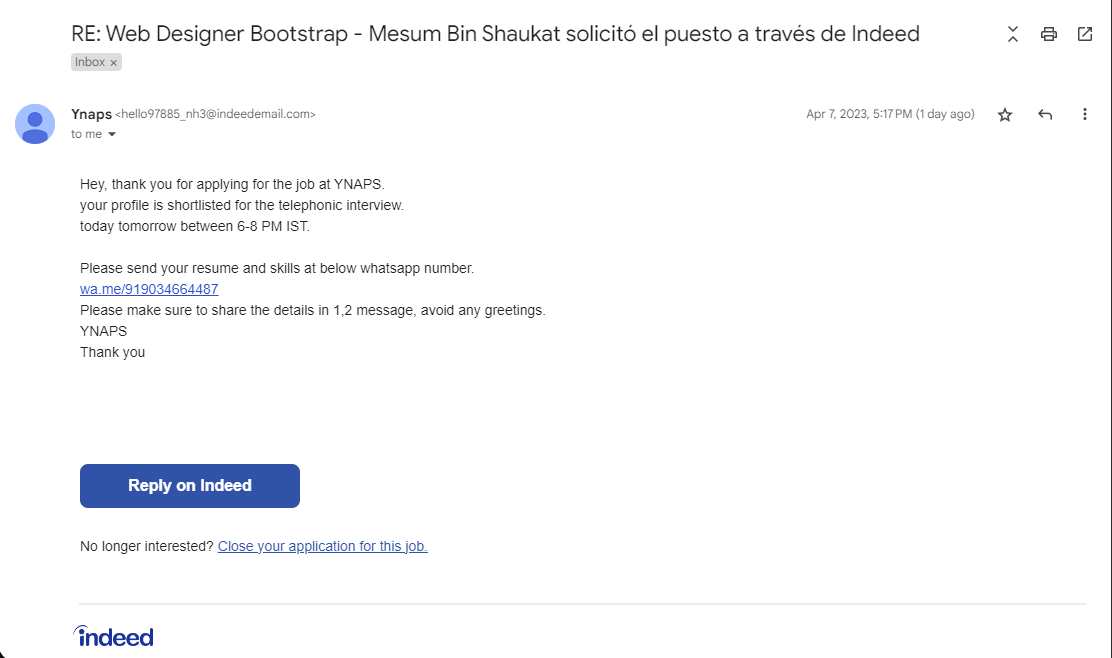 RE: Web Designer Bootstrap - Mesum Bin Shaukat solicitó el puesto a través de Indeed
Inbox ×
Ynaps <hello97885_nh3@indeedemail.com>
Apr 7, 2023, 5:17 PM (1 day ago)
to me
Hey, thank you for applying for the job at YNAPS.
your profile is shortlisted for the telephonic interview.
today tomorrow between 6-8 PM IST.
Please send your resume and skills at below whatsapp number.
wa.me/919034664487
Please make sure to share the details in 1,2 message, avoid any greetings.
YNAPS
Thank you
Reply on Indeed
No longer interested? Close your application for this job.
indeed